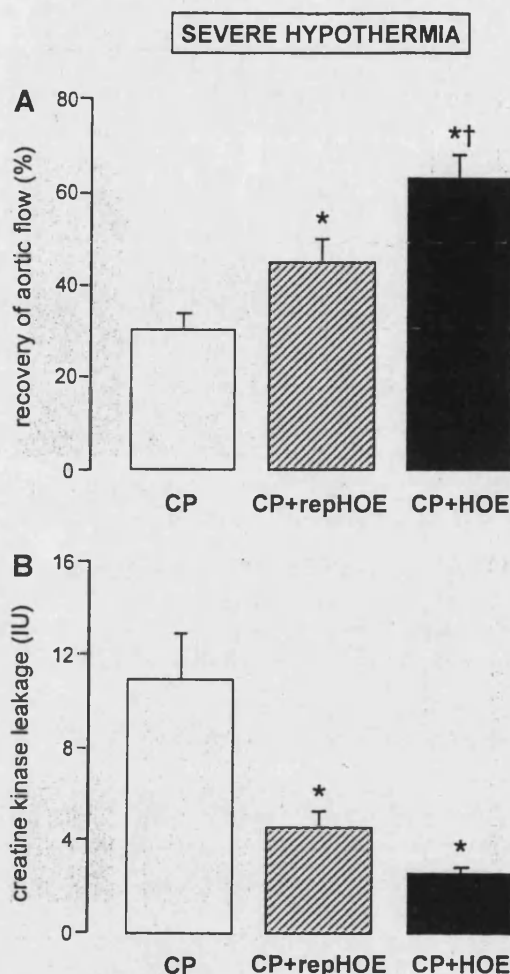 SEVERE HYPOTHERMIA
A
recovery of aortic flow (%)
80
60
40
20
0
*
*†
CP CP+repHOE CP+HOE
B
creatine kinase leakage (IU)
16
12
8
4
0
*
*
CP CP+repHOE CP+HOE